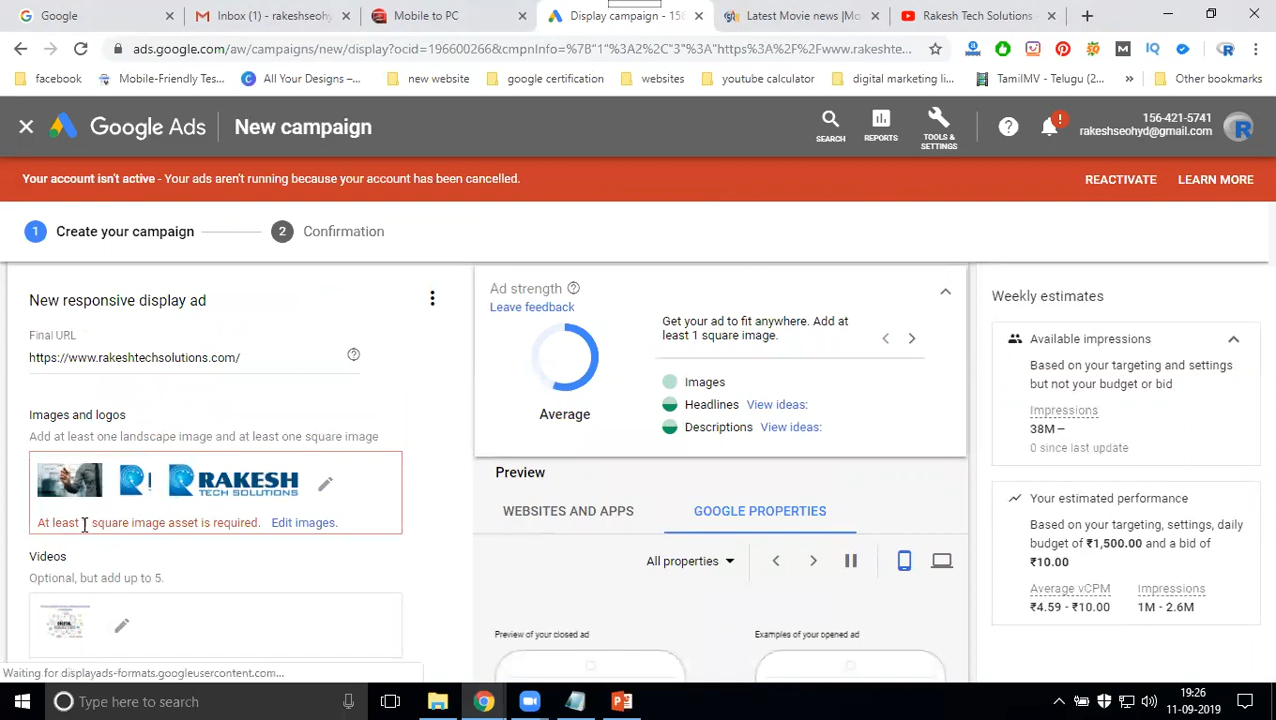 Google
Inbox (1) - rakeshseohy
Mobile to PC
Display campaign - 156
Latest Movie news |Mo
Rakesh Tech Solutions -
ads.google.com/aw/campaigns/new/display?ocid=196600266&cmpnInfo=%7B"1"%3A2%2C"3"%3A"https%3A%2F%2Fwww.rakeshte...
facebook
Mobile-Friendly Tes...
All Your Designs –...
new website
google certification
websites
youtube calculator
digital marketing li...
TamilMV - Telugu (2...
»
Other bookmarks
Google Ads
New campaign
SEARCH
REPORTS
TOOLS &
SETTINGS
156-421-5741
rakeshseohyd@gmail.com
Your account isn't active - Your ads aren't running because your account has been cancelled.
REACTIVATE
LEARN MORE
1 Create your campaign
2 Confirmation
New responsive display ad
Final URL
https://www.rakeshtechsolutions.com/
Images and logos
Add at least one landscape image and at least one square image
RAKESH
TECH SOLUTIONS
At least square image asset is required. Edit images.
Videos
Optional, but add up to 5.
Ad strength
Leave feedback
Average
Get your ad to fit anywhere. Add at
least 1 square image.
Images
Headlines View ideas:
Descriptions View ideas:
Preview
WEBSITES AND APPS
GOOGLE PROPERTIES
All properties
Preview of your closed ad
Examples of your opened ad
Weekly estimates
Available impressions
Based on your targeting and settings
but not your budget or bid
Impressions
38M –
0 since last update
Your estimated performance
Based on your targeting, settings, daily
budget of ₹1,500.00 and a bid of
₹10.00
Average vCPM
Impressions
₹4.59 - ₹10.00
1M - 2.6M
Waiting for displayads-formats.googleusercontent.com...
Type here to search
19:26
11-09-2019